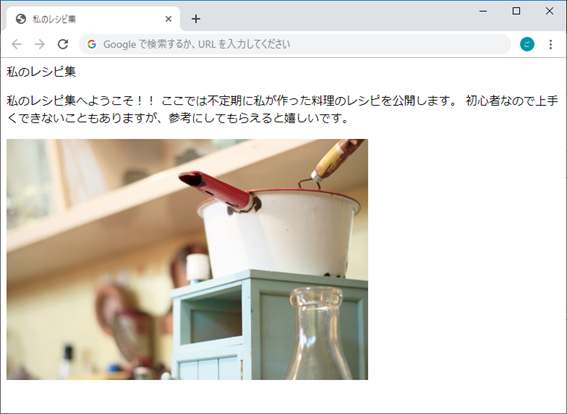 私のレシピ集
Google で検索するか、URL を入力してください
ご
私のレシピ集
私のレシピ集へようこそ！！ ここでは不定期に私が作った料理のレシピを公開します。 初心者なので上手
くできないこともありますが、参考にしてもらえると嬉しいです。